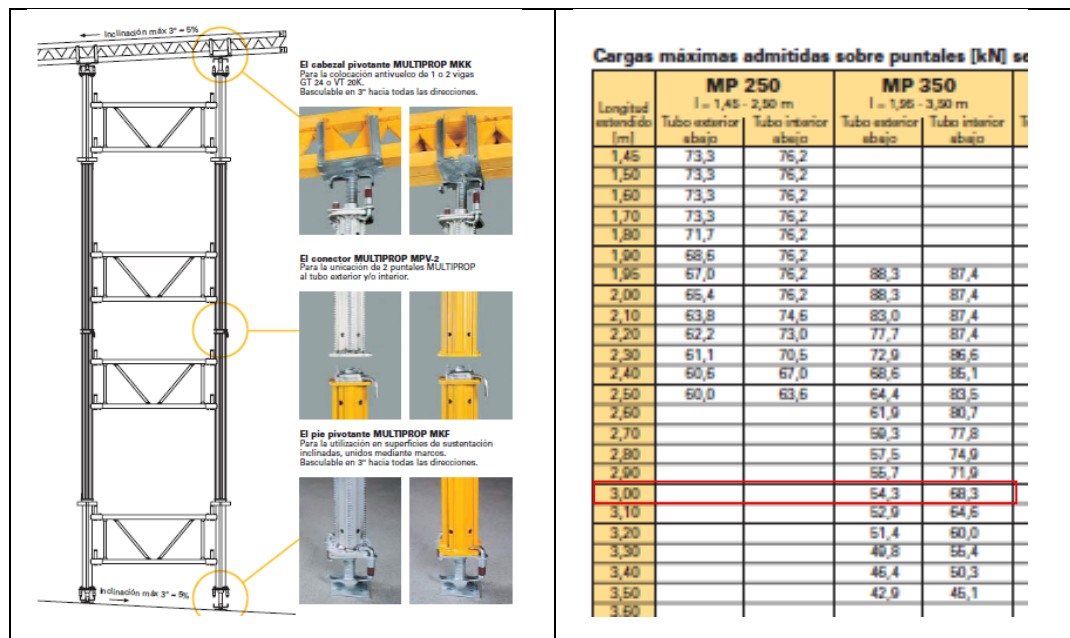 Inclinación máx 3° = 5%
El cabezal pivotante MULTIPROP MKK
Para la colocación antivuelco de 1 o 2 vigas
GT 24 o VT 20K.
Basculable en 3° hacia todas las direcciones.
El conector MULTIPROP MPV-2
Para la unicación de 2 puntales MULTIPROP
al tubo exterior y/o interior.
El pie pivotante MULTIPROP MKF
Para la utilización en superficies de sustentación
inclinadas, unidos mediante marcos.
Basculable en 3° hacia todas las direcciones.
Inclinación máx 3° = 5%
Cargas máximas admitidas sobre puntales [kN] se
MP 250 MP 350
l = 1,45 - 2,50 m l = 1,95 - 3,50 m
Longitud extendido [m] Tubo exterior abajo Tubo interior abajo Tubo exterior abajo Tubo interior abajo
1,45 73,3 76,2
1,50 73,3 76,2
1,60 73,3 76,2
1,70 73,3 76,2
1,80 71,7 76,2
1,90 68,6 76,2
1,95 67,0 76,2 88,3 87,4
2,00 65,4 76,2 88,3 87,4
2,10 63,8 74,6 83,0 87,4
2,20 62,2 73,0 77,7 87,4
2,30 61,1 70,5 72,9 86,6
2,40 60,6 67,0 68,6 85,1
2,50 60,0 63,6 64,4 83,5
2,60 61,9 80,7
2,70 59,3 77,8
2,80 57,5 74,9
2,90 55,7 71,9
3,00 54,3 68,3
3,10 52,9 64,6
3,20 51,4 60,0
3,30 49,8 55,4
3,40 46,4 50,3
3,50 42,9 45,1
3,60